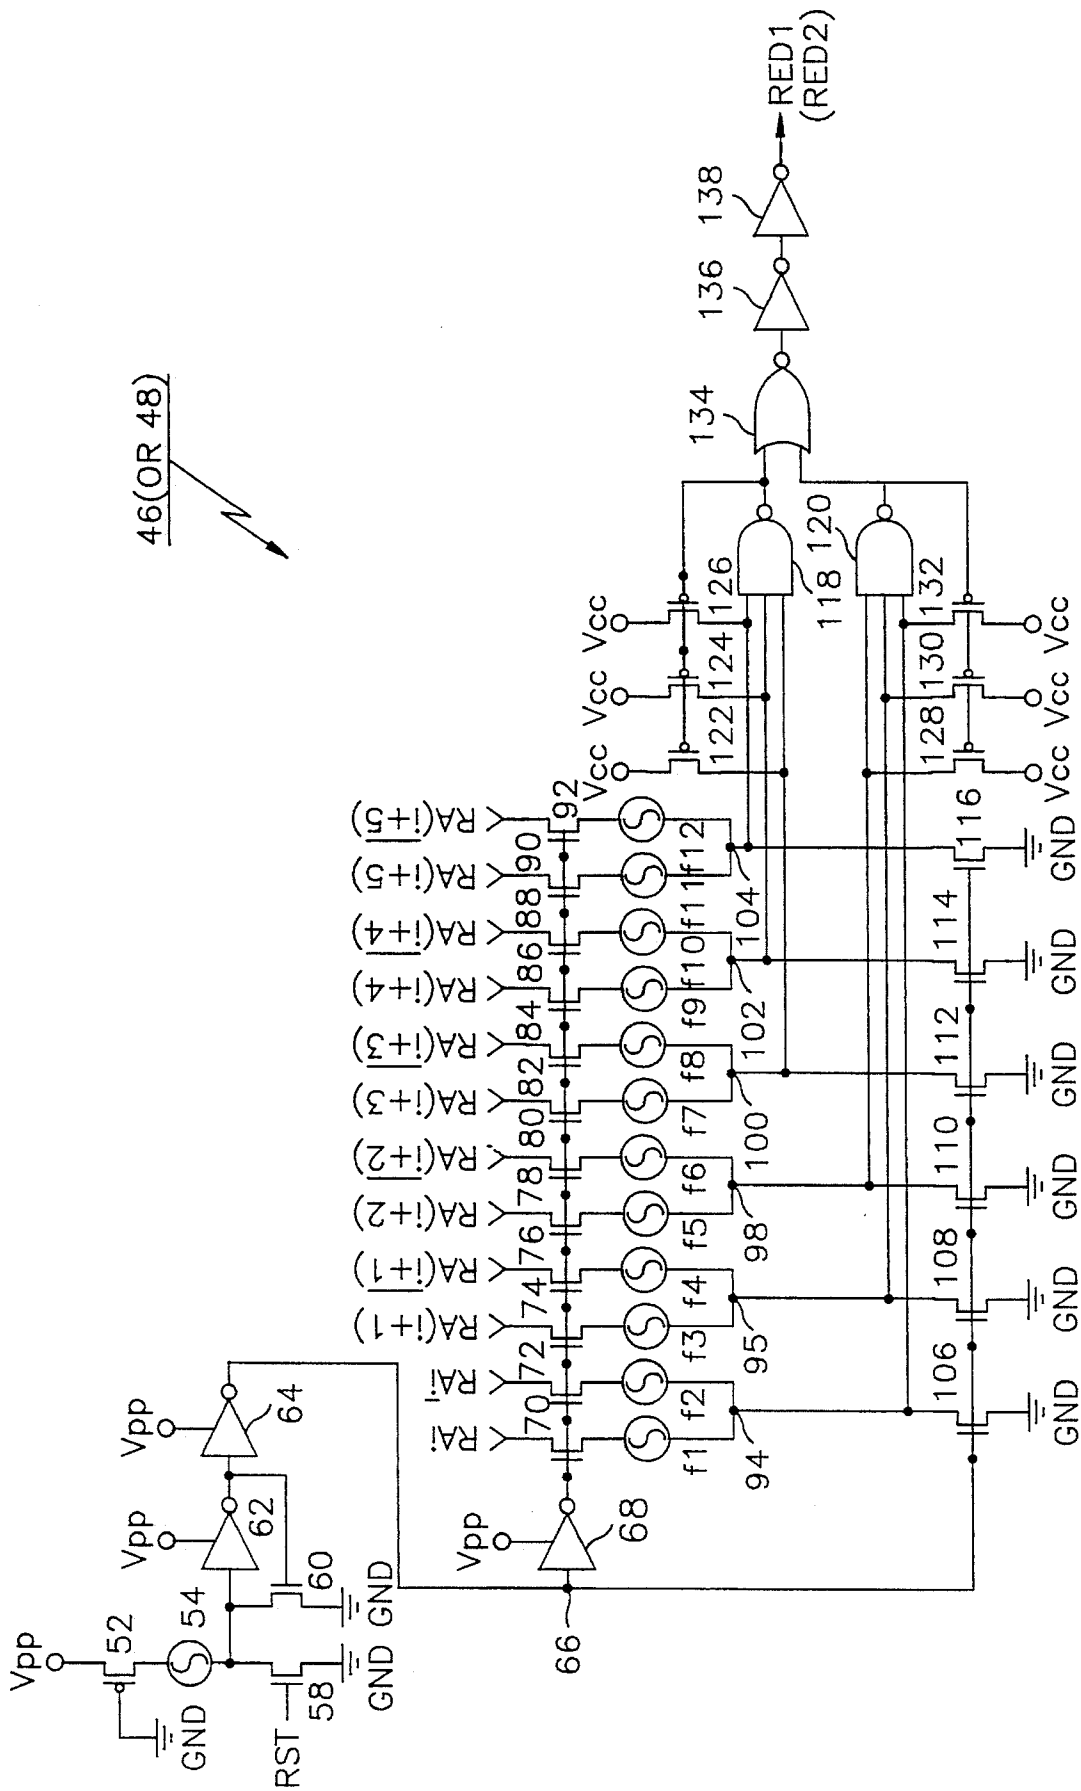 46(OR 48)
Vpp
52
GND
54
RST
58
GND
60
GND
Vpp
62
Vpp
64
66
Vpp
68
RAi
RAi
RA(i+1)
RA(i+1)
RA(i+2)
RA(i+2)
RA(i+3)
RA(i+3)
RA(i+4)
RA(i+4)
RA(i+5)
RA(i+5)
70
72
74
76
78
80
82
84
86
88
90
92
f1
f2
f3
f4
f5
f6
f7
f8
f9
f10
f11
f12
94
95
98
100
102
104
106
108
110
112
114
116
GND
GND
GND
GND
GND
GND
Vcc
Vcc
Vcc
122
124
126
118
120
128
130
132
Vcc
Vcc
Vcc
134
136
138
RED1
(RED2)